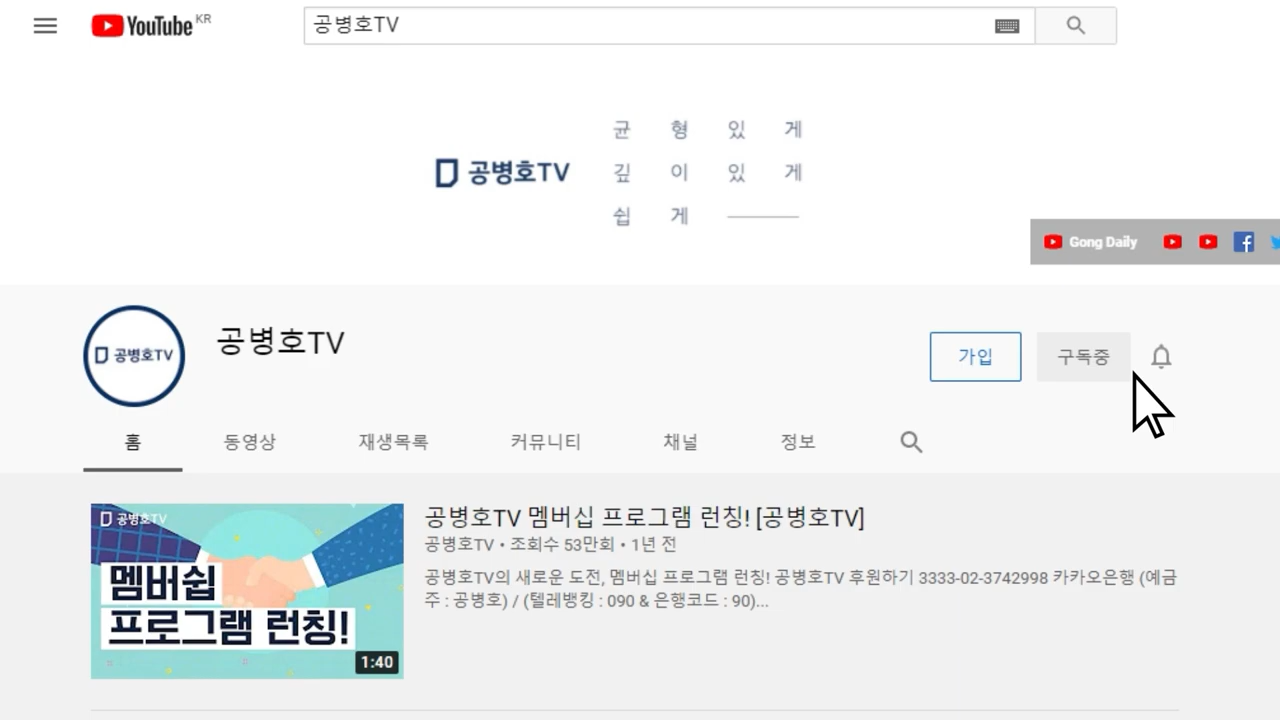 YouTube KR
공병호TV
균형있게
공병호TV 깊이있게
쉽게
Gong Daily
공병호TV
공병호TV
가입
구독중
홈 동영상 재생목록 커뮤니티 채널 정보
공병호TV
멤버쉽
프로그램 런칭!
1:40
공병호TV 멤버십 프로그램 런칭! [공병호TV]
공병호TV • 조회수 53만회 • 1년 전
공병호TV의 새로운 도전, 멤버십 프로그램 런칭! 공병호TV 후원하기 3333-02-3742998 카카오은행 (예금
주 : 공병호) / (텔레뱅킹 : 090 & 은행코드 : 90)...